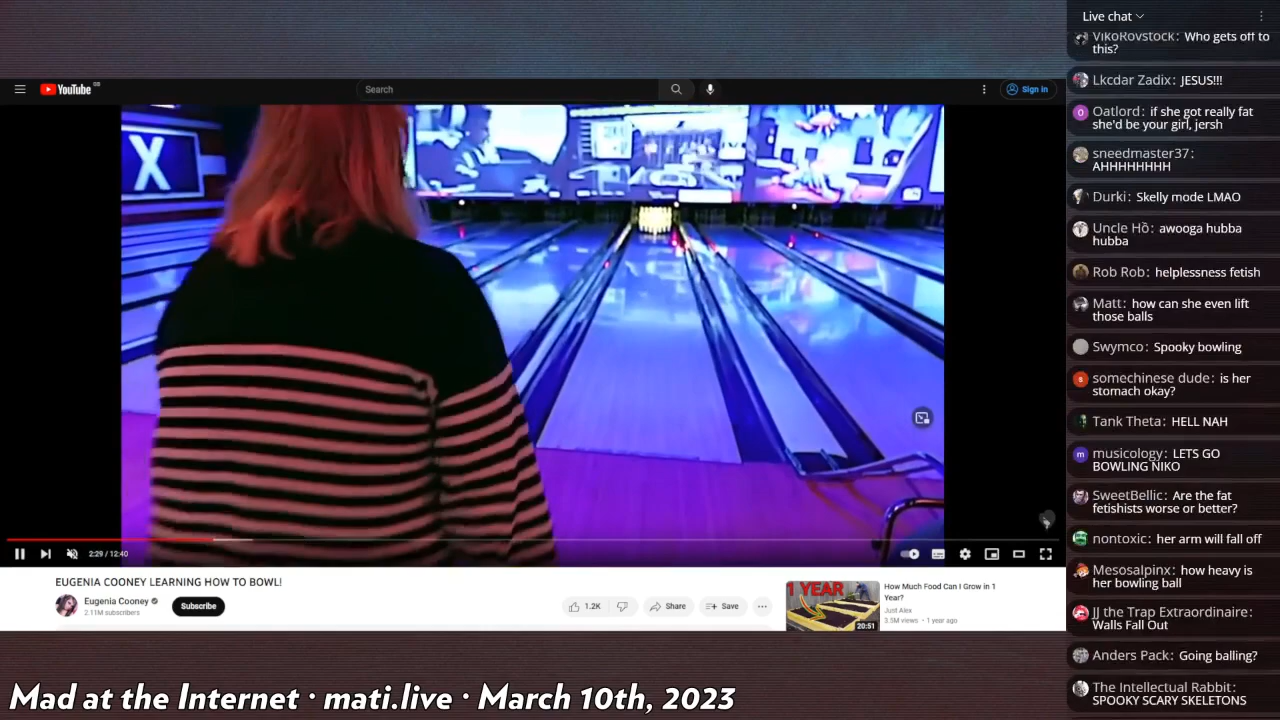 Live chat
VikoRovstock: Who gets off to
this?
Lkcdar Zadix: JESUS!!!
Oatlord: if she got really fat
she'd be your girl, jersh
sneedmaster37:
AHHHHHHHH
Durki: Skelly mode LMAO
Uncle Hồ: awooga hubba
hubba
Rob Rob: helplessness fetish
Matt: how can she even lift
those balls
Swymco: Spooky bowling
somechinese dude: is her
stomach okay?
Tank Theta: HELL NAH
musicology: LETS GO
BOWLING NIKO
SweetBellic: Are the fat
fetishists worse or better?
nontoxic: her arm will fall off
Mesosalpinx: how heavy is
her bowling ball
JJ the Trap Extraordinaire:
Walls Fall Out
Anders Pack: Going balling?
The Intellectual Rabbit:
SPOOKY SCARY SKELETONS
YouTube GB
Search
Sign in
X
2:29 / 12:40
EUGENIA COONEY LEARNING HOW TO BOWL!
Eugenia Cooney
2.11M subscribers
Subscribe
1.2K
Share
Save
1 YEAR
20:51
How Much Food Can I Grow in 1
Year?
Just Alex
3.5M views • 1 year ago
Mad at the Internet · mati.live · March 10th, 2023